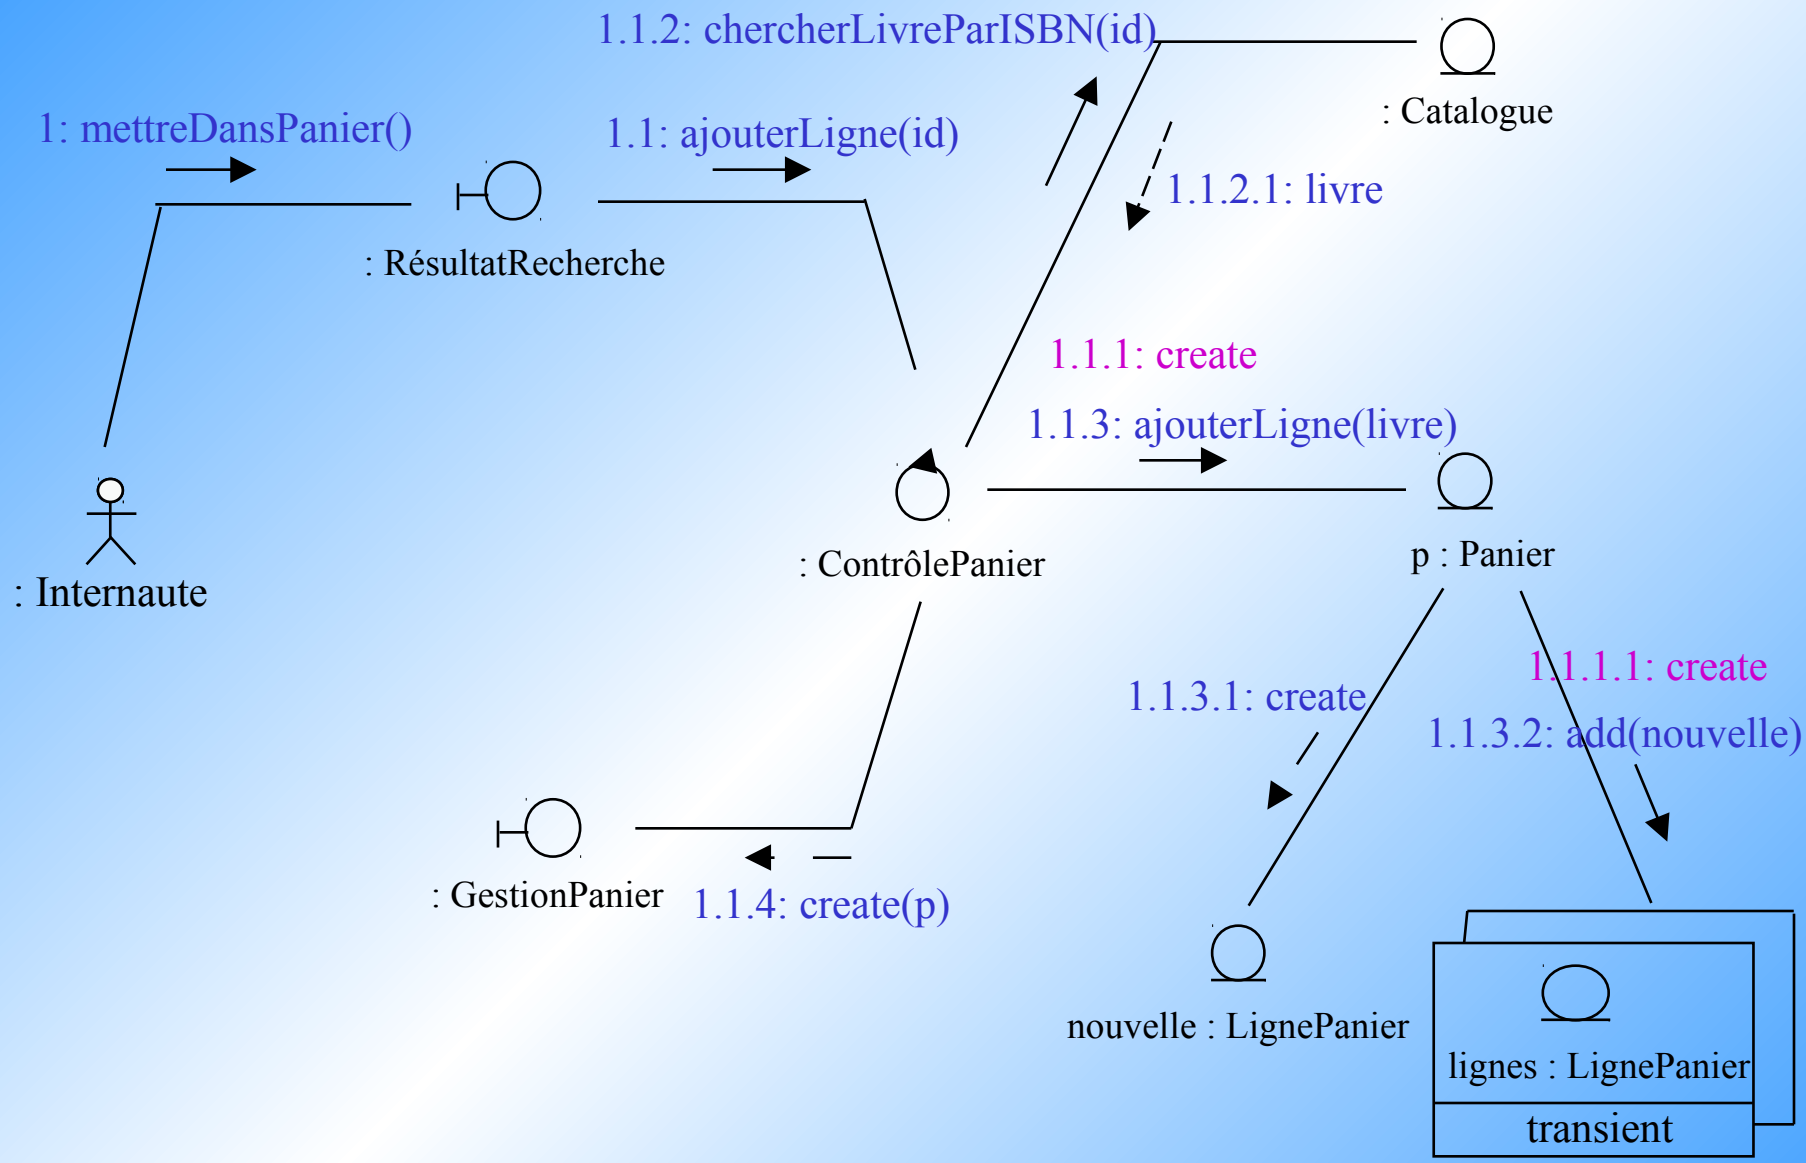 1.1.2: chercherLivreParISBN(id)
: Catalogue
1: mettreDansPanier()
1.1: ajouterLigne(id)
1.1.2.1: livre
: RésultatRecherche
1.1.1: create
1.1.3: ajouterLigne(livre)
: ContrôlePanier
p : Panier
: Internaute
1.1.1.1: create
1.1.3.1: create
1.1.3.2: add(nouvelle)
: GestionPanier
1.1.4: create(p)
nouvelle : LignePanier
lignes : LignePanier
transient